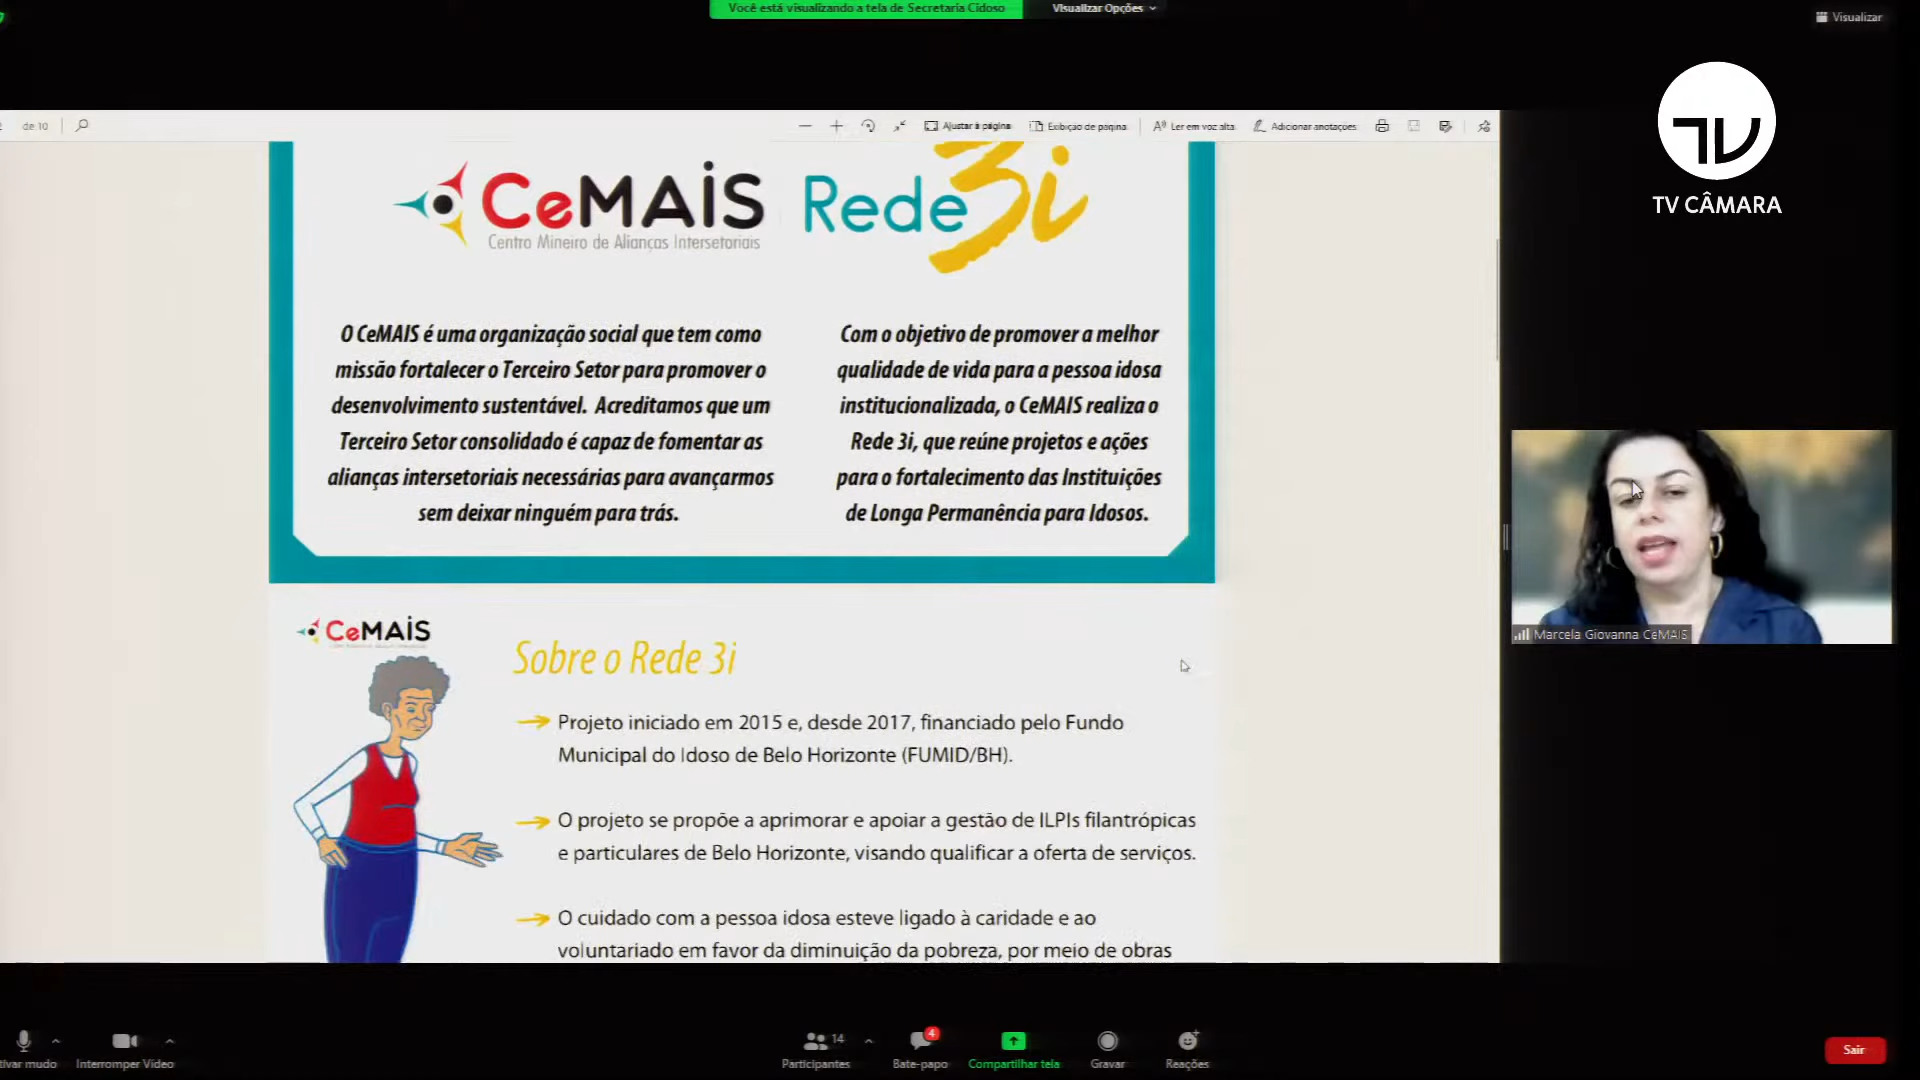 Você está visualizando a tela de Secretaria Cidoso
Visualizar Opções
Visualizar
TV CÂMARA
de 10
Ajustar à página
Exibição de página
Ler em voz alta
Adicionar anotações
CeMAIS
Centro Mineiro de Alianças Intersetoriais
Rede 3i
O CeMAIS é uma organização social que tem como
missão fortalecer o Terceiro Setor para promover o
desenvolvimento sustentável. Acreditamos que um
Terceiro Setor consolidado é capaz de fomentar as
alianças intersetoriais necessárias para avançarmos
sem deixar ninguém para trás.
Com o objetivo de promover a melhor
qualidade de vida para a pessoa idosa
institucionalizada, o CeMAIS realiza o
Rede 3i, que reúne projetos e ações
para o fortalecimento das Instituições
de Longa Permanência para Idosos.
Marcela Giovanna CeMAIS
CeMAIS
Sobre o Rede 3i
Projeto iniciado em 2015 e, desde 2017, financiado pelo Fundo
Municipal do Idoso de Belo Horizonte (FUMID/BH).
O projeto se propõe a aprimorar e apoiar a gestão de ILPIs filantrópicas
e particulares de Belo Horizonte, visando qualificar a oferta de serviços.
O cuidado com a pessoa idosa esteve ligado à caridade e ao
voluntariado em favor da diminuição da pobreza, por meio de obras
tivar mudo
Interromper Vídeo
14
Participantes
4
Bate-papo
Compartilhar tela
Gravar
Reações
Sair